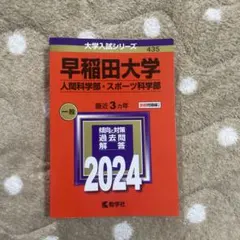 大学入試シリーズ
435
早稲田大学
人間科学部・スポーツ科学部
一般
最近3カ年
傾向と対策
過去問
解答
2024
教学社